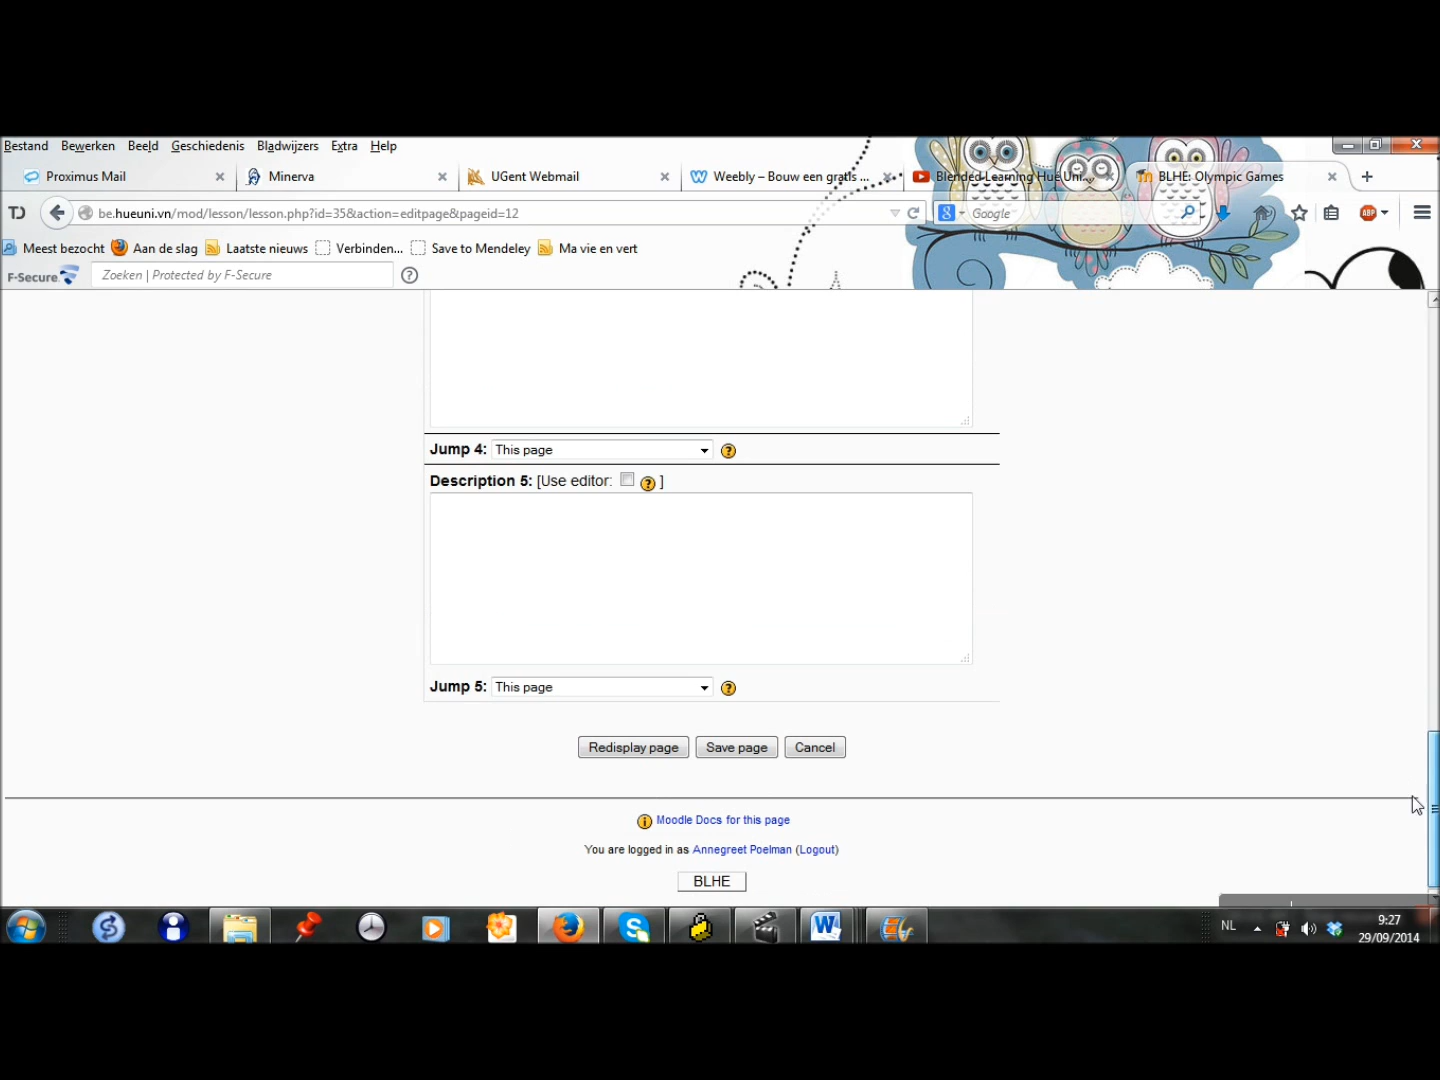 Bestand Bewerken Beeld Geschiedenis Bladwijzers Extra Help
Proximus Mail Minerva UGent Webmail Weebly – Bouw een gratis ... Blended Learning Hue Uni... BLHE: Olympic Games
be.hueuni.vn/mod/lesson/lesson.php?id=35&action=editpage&pageid=12 Google ABP
Meest bezocht Aan de slag Laatste nieuws Verbinden... Save to Mendeley Ma vie en vert
F-Secure Zoeken | Protected by F-Secure
Jump 4: This page
Description 5: [Use editor: ]
Jump 5: This page
Redisplay page Save page Cancel
Moodle Docs for this page
You are logged in as Annegreet Poelman (Logout)
BLHE
NL 9:27
29/09/2014